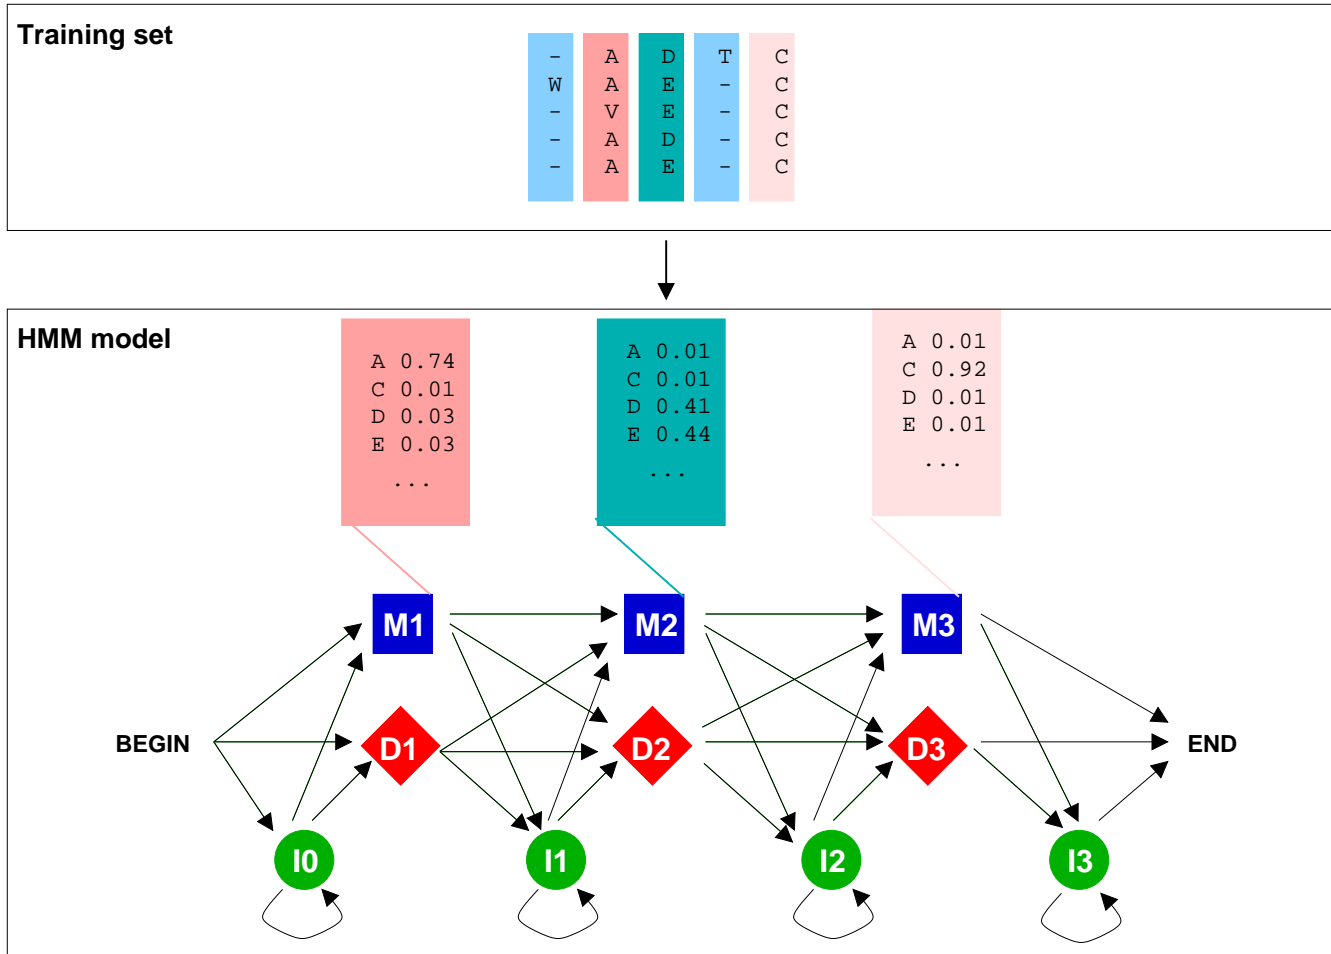 Training set
- A D T C
W A E - C
- V E - C
- A D - C
- A E - C
HMM model
A 0.74
C 0.01
D 0.03
E 0.03
...
A 0.01
C 0.01
D 0.41
E 0.44
...
A 0.01
C 0.92
D 0.01
E 0.01
...
M1 M2 M3
BEGIN D1 D2 D3 END
I0 I1 I2 I3